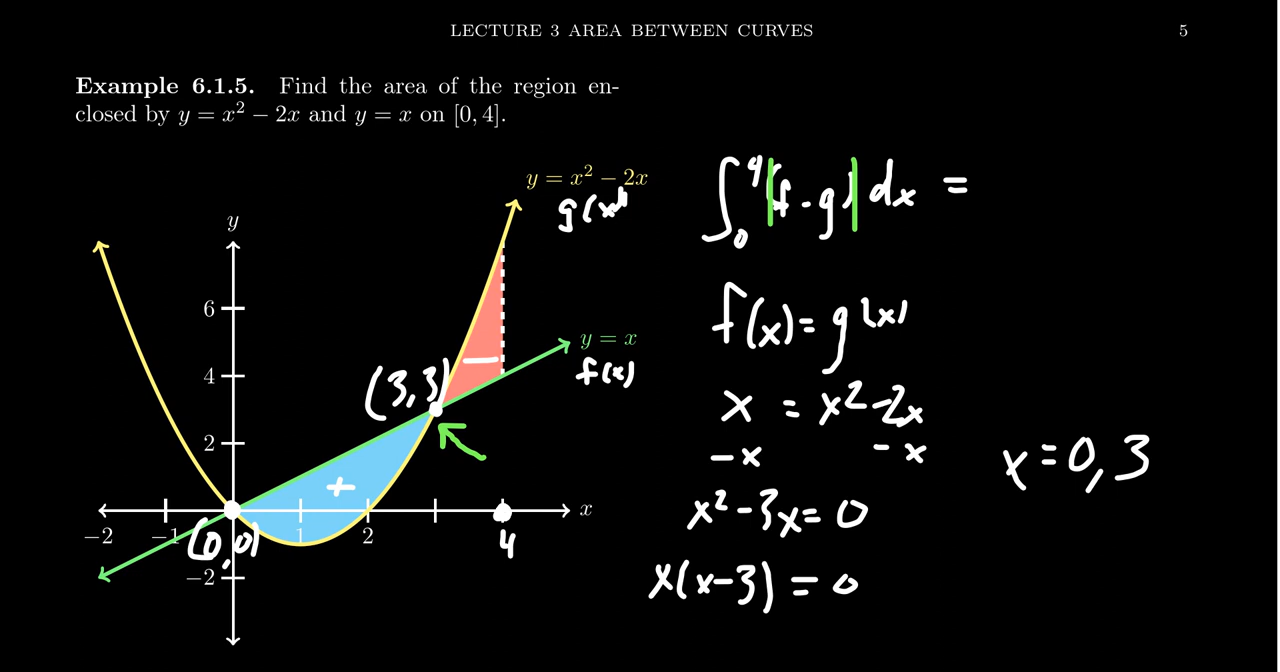 LECTURE 3 AREA BETWEEN CURVES 5
Example 6.1.5. Find the area of the region en-
closed by y = x² − 2x and y = x on [0, 4].
y = x² − 2x
g(x)
∫₀⁴ |(f - g)| dx =
y
6
f(x) = g(x)
y = x
f(x)
4
(3,3)
x = x² - 2x
2
- x - x
x = 0, 3
+
−
x² - 3x = 0
x
−2 −1 1 2 4
(0,0)
−2
x(x-3) = 0